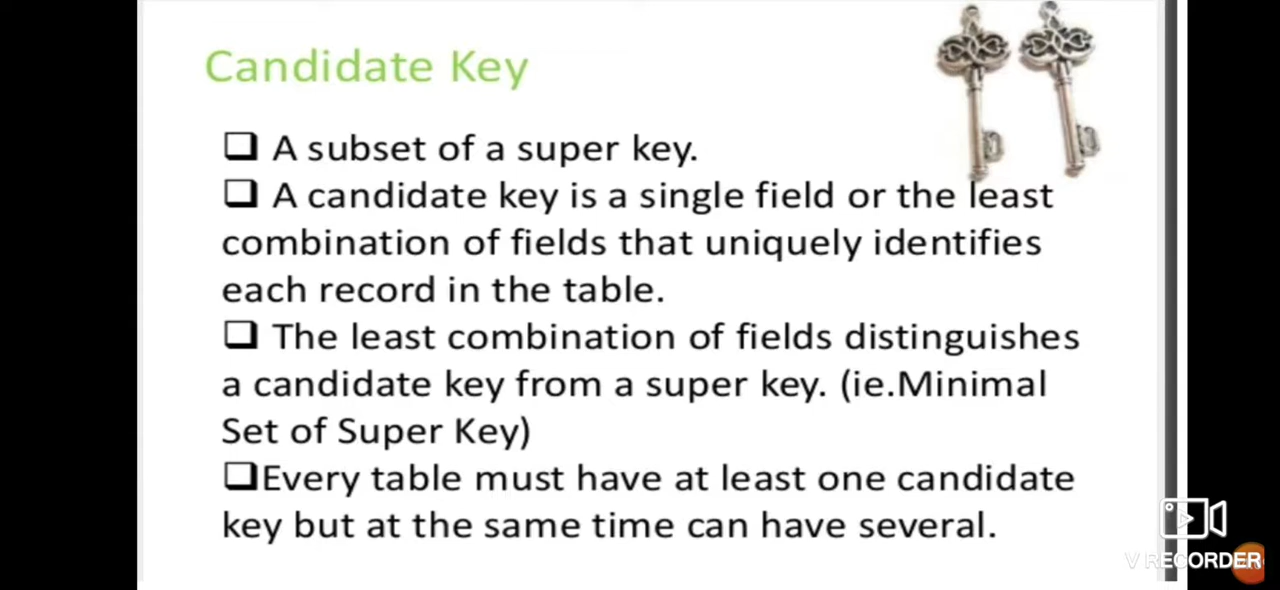 Candidate Key
❑ A subset of a super key.
❑ A candidate key is a single field or the least
combination of fields that uniquely identifies
each record in the table.
❑ The least combination of fields distinguishes
a candidate key from a super key. (ie.Minimal
Set of Super Key)
❑Every table must have at least one candidate
key but at the same time can have several.
V RECORDER